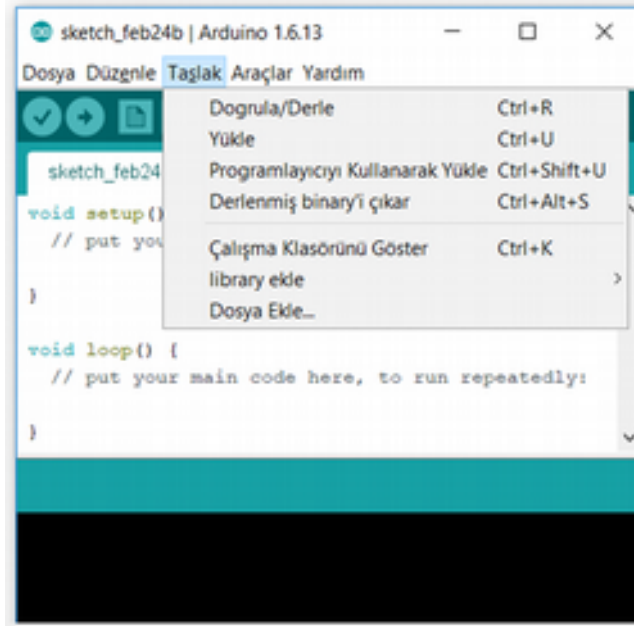 sketch_feb24b | Arduino 1.6.13
Dosya Düzenle Taşlak Araçlar Yardım
Dogrula/Derle Ctrl+R
Yükle Ctrl+U
Programlayıcıyı Kullanarak Yükle Ctrl+Shift+U
Derlenmiş binary'i çıkar Ctrl+Alt+S
Çalışma Klasörünü Göster Ctrl+K
library ekle
Dosya Ekle...
sketch_feb24
void setup()
// put you
}
void loop() {
// put your main code here, to run repeatedly:
}